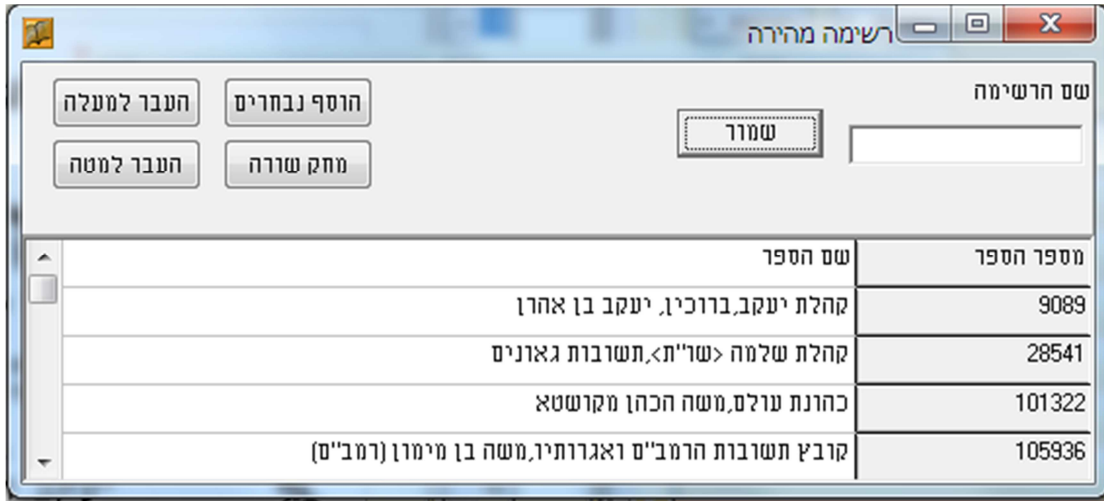 רשימה מהירה
שם הרשימה
שמור
הוסף נבחרים
העבר למעלה
מחק שורה
העבר למטה
מספר הספר שם הספר
9089 קהלת יעקב,ברוכין, יעקב בן אהרן
28541 קהלת שלמה <שו"ת>,תשובות גאונים
101322 כהונת עולם,משה הכהן מקושטא
105936 קובץ תשובות הרמב"ם ואגרותיו,משה בן מימון (רמב"ם)